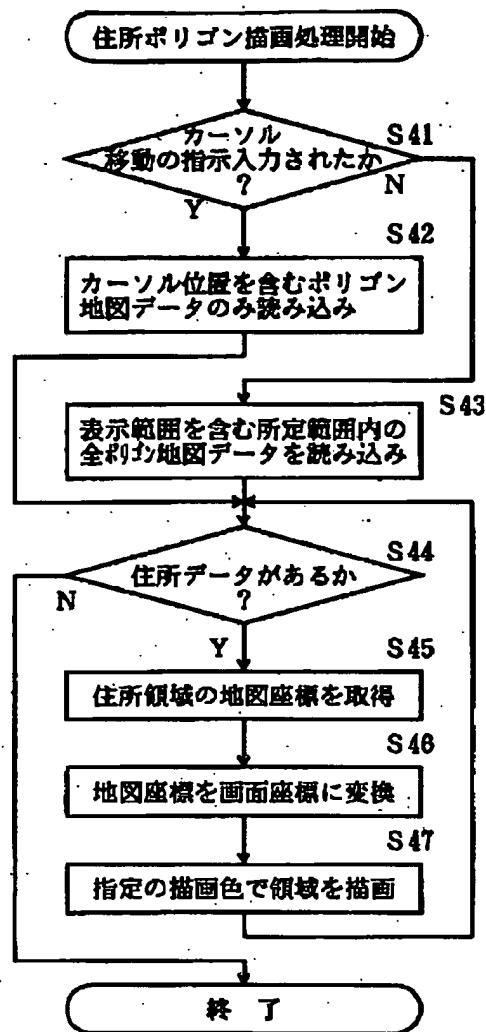 住所ポリゴン描画処理開始
カーソル
移動の指示入力されたか
?
S41
N
Y
S42
カーソル位置を含むポリゴン
地図データのみ読み込み
S43
表示範囲を含む所定範囲内の
全ポリゴン地図データを読み込み
S44
住所データがあるか
?
N
Y
S45
住所領域の地図座標を取得
S46
地図座標を画面座標に変換
S47
指定の描画色で領域を描画
終 了